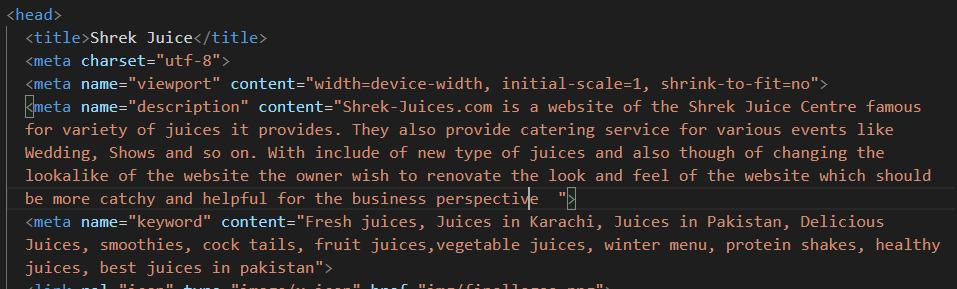 <head>
<title>Shrek Juice</title>
<meta charset="utf-8">
<meta name="viewport" content="width=device-width, initial-scale=1, shrink-to-fit=no">
<meta name="description" content="Shrek-Juices.com is a website of the Shrek Juice Centre famous
for variety of juices it provides. They also provide catering service for various events like
Wedding, Shows and so on. With include of new type of juices and also though of changing the
lookalike of the website the owner wish to renovate the look and feel of the website which should
be more catchy and helpful for the business perspective  ">
<meta name="keyword" content="Fresh juices, Juices in Karachi, Juices in Pakistan, Delicious
Juices, smoothies, cock tails, fruit juices,vegetable juices, winter menu, protein shakes, healthy
juices, best juices in pakistan">